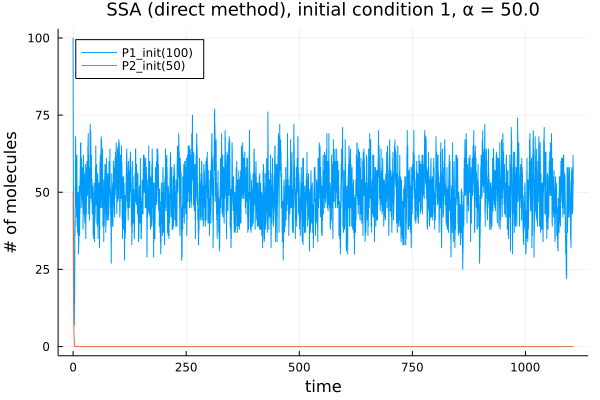 SSA (direct method), initial condition 1, α = 50.0
100
75
50
25
0
# of molecules
P1_init(100)
P2_init(50)
0
250
500
750
1000
time